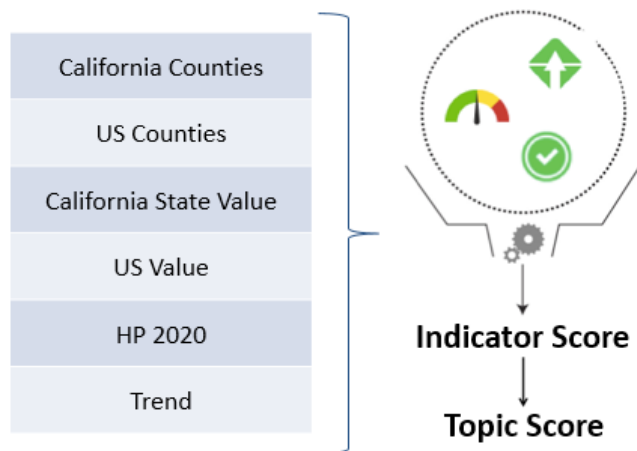 California Counties
US Counties
California State Value
US Value
HP 2020
Trend
Indicator Score
Topic Score